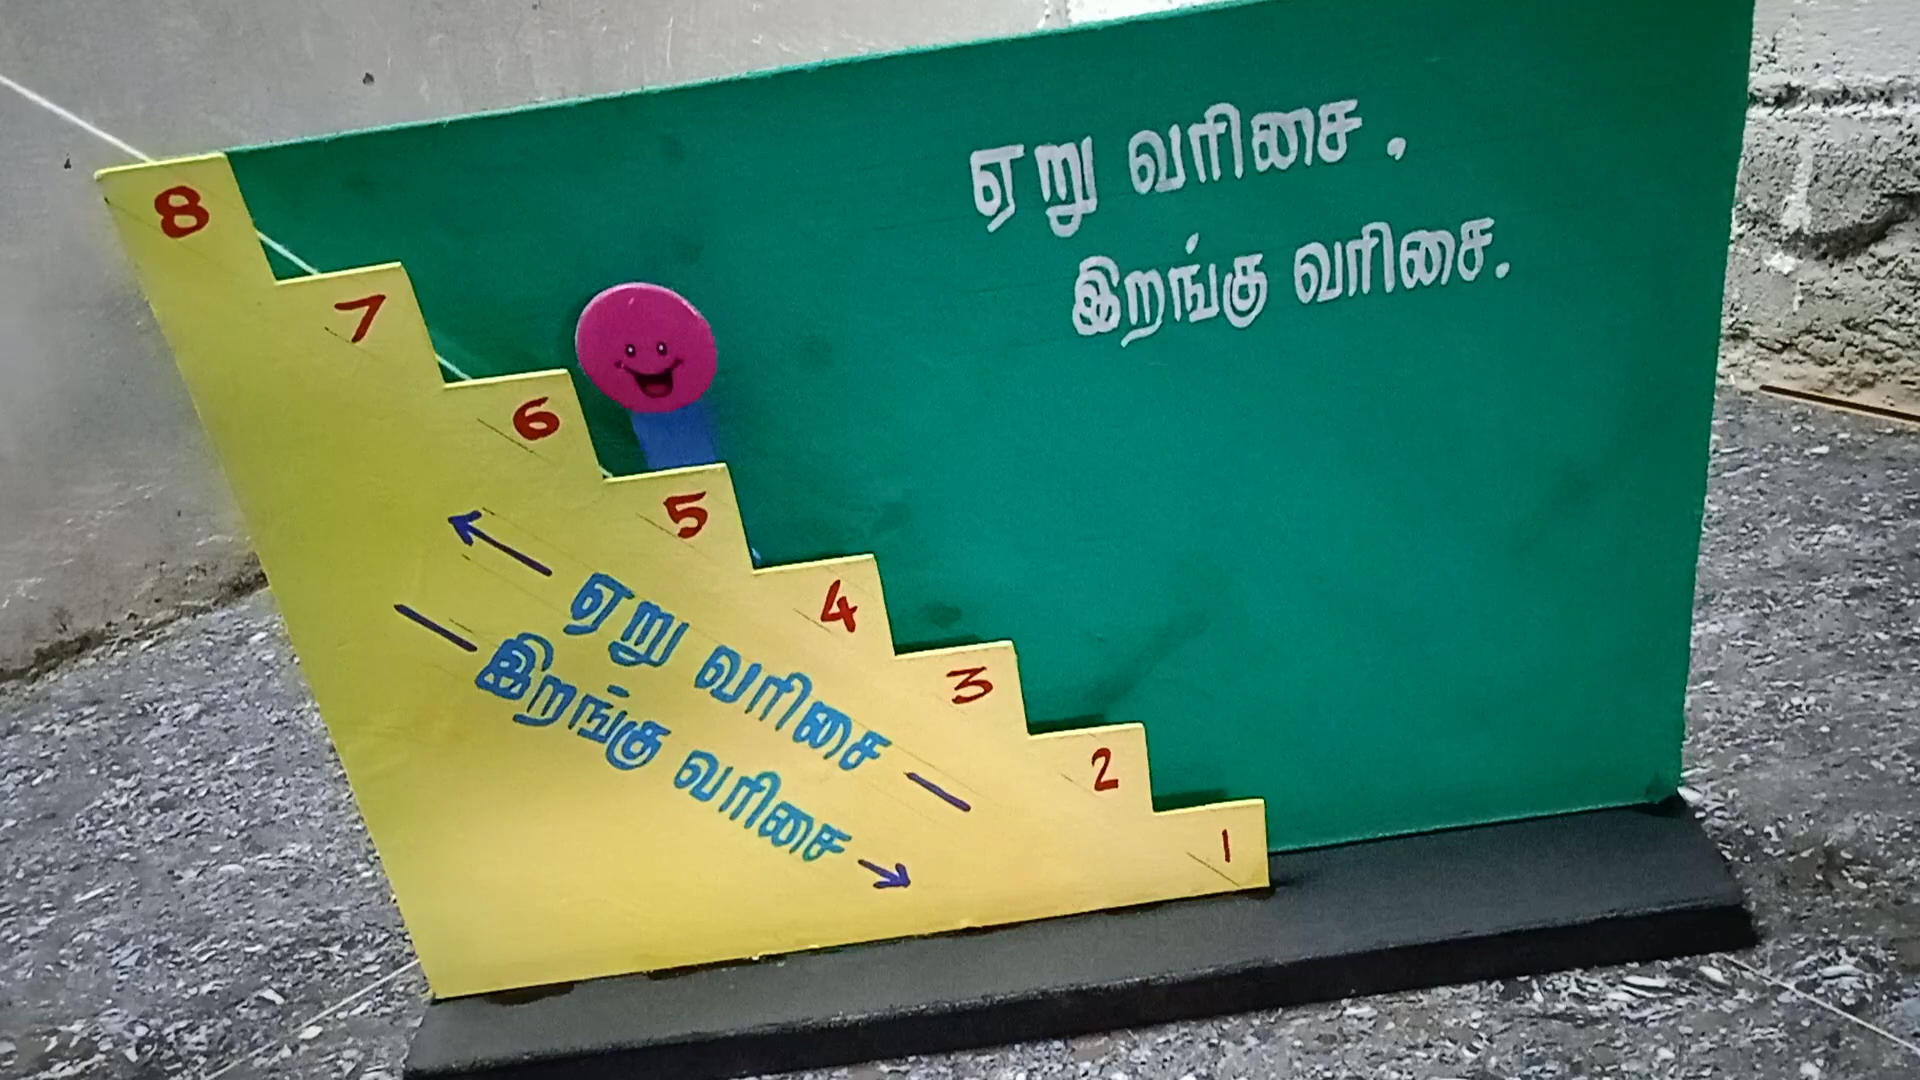 ஏறு வரிசை .
இறங்கு வரிசை.
8
7
6
5
4
3
2
1
← ஏறு வரிசை —
— இறங்கு வரிசை →